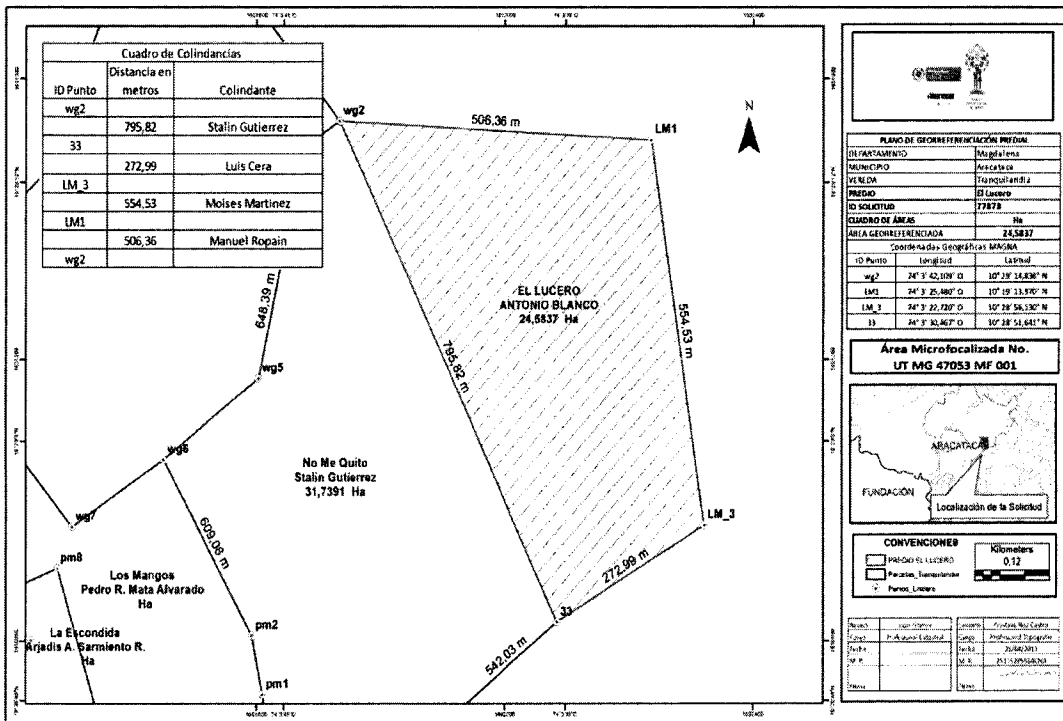 Cuadro de Colindancias
ID Punto Distancia en metros Colindante
wg2
795,82 Stalin Gutierrez
33
272,99 Luis Cera
LM_3
554,53 Moises Martinez
LM1
506,36 Manuel Ropain
wg2
wg2
506,36 m
LM1
N
648,39 m
EL LUCERO
ANTONIO BLANCO
24,5837 Ha
554,53 m
795,82 m
wg5
wg6
No Me Quito
Stalin Gutierrez
31,7391 Ha
wg7
609,06 m
LM_3
pm8
272,99 m
Los Mangos
Pedro R. Mata Alvarado
Ha
33
La Escondida
Arjadis A. Sarmiento R.
Ha
pm2
542,03 m
pm1
PLANO DE GEORREFERENCIACIÓN PREDIAL
DEPARTAMENTO Magdalena
MUNICIPIO Aracataca
VEREDA Tranquilandia
PREDIO El Lucero
ID SOLICITUD 77878
CUADRO DE ÁREAS Ha
ÁREA GEORREFERENCIADA 24,5837
Coordenadas Geográficas MAGNA
ID Punto Longitud Latitud
wg2
LM1
LM_3
33
Área Microfocalizada No.
UT MG 47053 MF 001
ARACATACA
FUNDACIÓN
Localización de la Solicitud
CONVENCIONES
PREDIO EL LUCERO
Parcelas_Tranquilandia
Puntos_Lindero
Kilometers
0,12